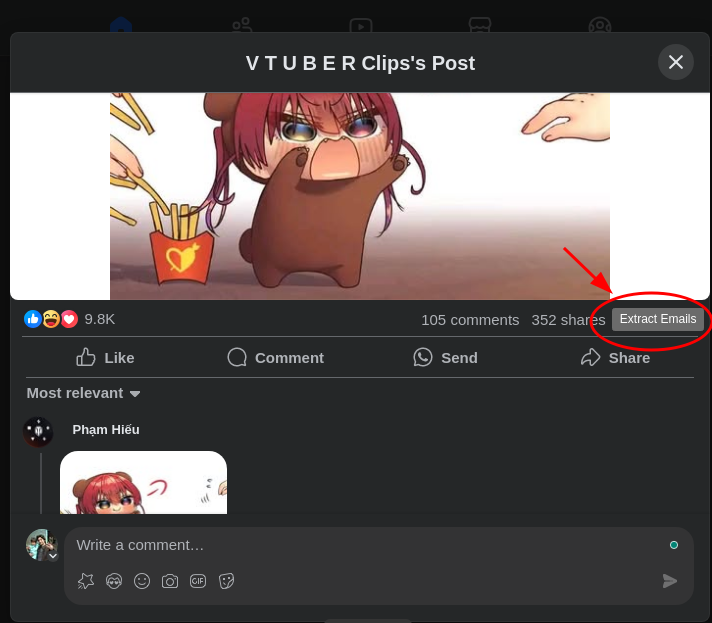 V T U B E R Clips's Post
9.8K
105 comments 352 shares Extract Emails
Like Comment Send Share
Most relevant
Phạm Hiếu
Write a comment…
GIF